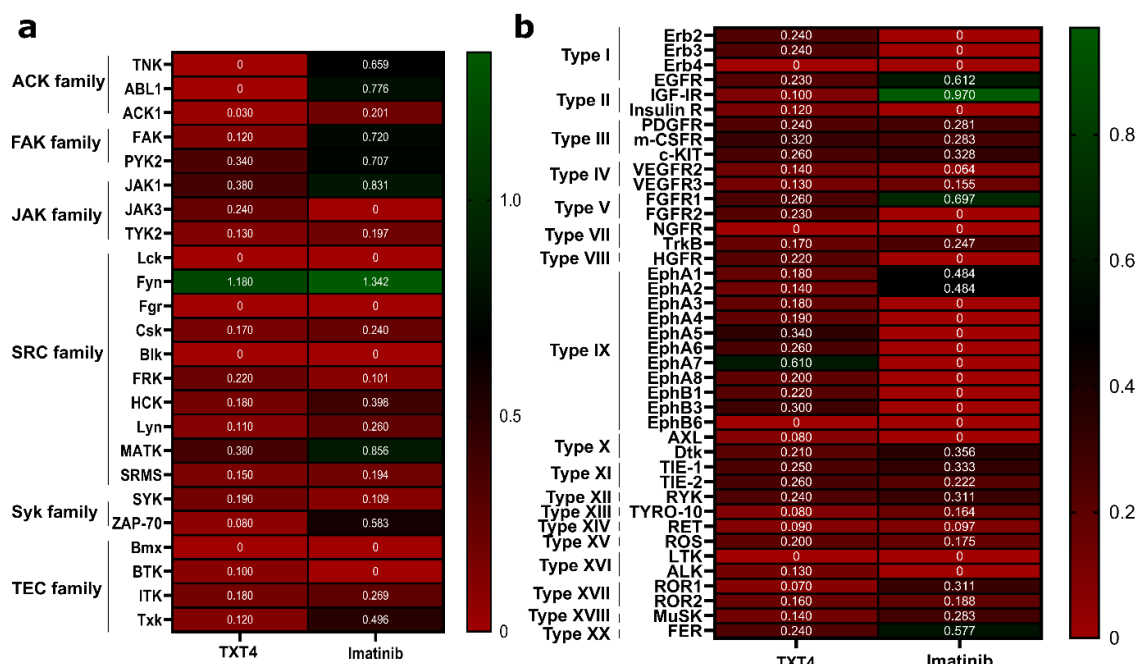 a
ACK family
FAK family
JAK family
SRC family
Syk family
TEC family
TNK 0 0.659
ABL1 0 0.776
ACK1 0.030 0.201
FAK 0.120 0.720
PYK2 0.340 0.707
JAK1 0.380 0.831
JAK3 0.240 0
TYK2 0.130 0.197
Lck 0 0
Fyn 1.180 1.342
Fgr 0 0
Csk 0.170 0.240
Blk 0 0
FRK 0.220 0.101
HCK 0.180 0.398
Lyn 0.110 0.260
MATK 0.380 0.856
SRMS 0.150 0.194
SYK 0.190 0.109
ZAP-70 0.080 0.583
Bmx 0 0
BTK 0.100 0
ITK 0.180 0.269
Txk 0.120 0.496
TXT4 Imatinib
1.0
0.5
0
b
Type I
Type II
Type III
Type IV
Type V
Type VII
Type VIII
Type IX
Type X
Type XI
Type XII
Type XIII
Type XIV
Type XV
Type XVI
Type XVII
Type XVIII
Type XX
Erb2 0.240 0
Erb3 0.240 0
Erb4 0 0
EGFR 0.230 0.612
IGF-IR 0.100 0.970
Insulin R 0.120 0
PDGFR 0.240 0.281
m-CSFR 0.320 0.283
c-KIT 0.260 0.328
VEGFR2 0.140 0.064
VEGFR3 0.130 0.155
FGFR1 0.260 0.697
FGFR2 0.230 0
NGFR 0 0
TrkB 0.170 0.247
HGFR 0.220 0
EphA1 0.180 0.484
EphA2 0.140 0.484
EphA3 0.180 0
EphA4 0.190 0
EphA5 0.340 0
EphA6 0.260 0
EphA7 0.610 0
EphA8 0.200 0
EphB1 0.220 0
EphB3 0.300 0
EphB6 0 0
AXL 0.080 0
Dtk 0.210 0.356
TIE-1 0.250 0.333
TIE-2 0.260 0.222
RYK 0.240 0.311
TYRO-10 0.080 0.164
RET 0.090 0.097
ROS 0.200 0.175
LTK 0 0
ALK 0.130 0
ROR1 0.070 0.311
ROR2 0.160 0.188
MuSK 0.140 0.283
FER 0.240 0.577
TXT4 Imatinib
0.8
0.6
0.4
0.2
0